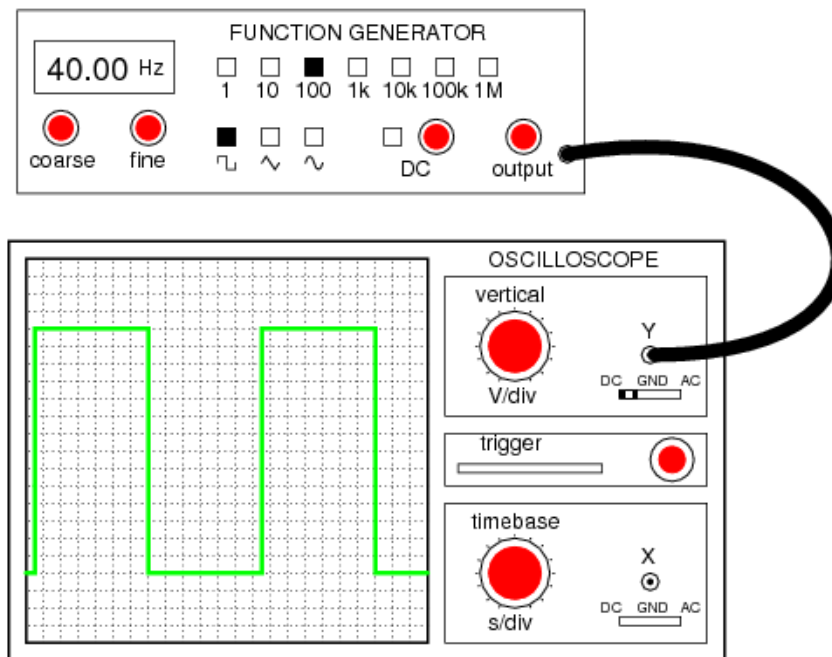 FUNCTION GENERATOR
40.00 Hz
1 10 100 1k 10k 100k 1M
coarse fine DC output
OSCILLOSCOPE
vertical
Y
DC GND AC
V/div
trigger
timebase
X
DC GND AC
s/div